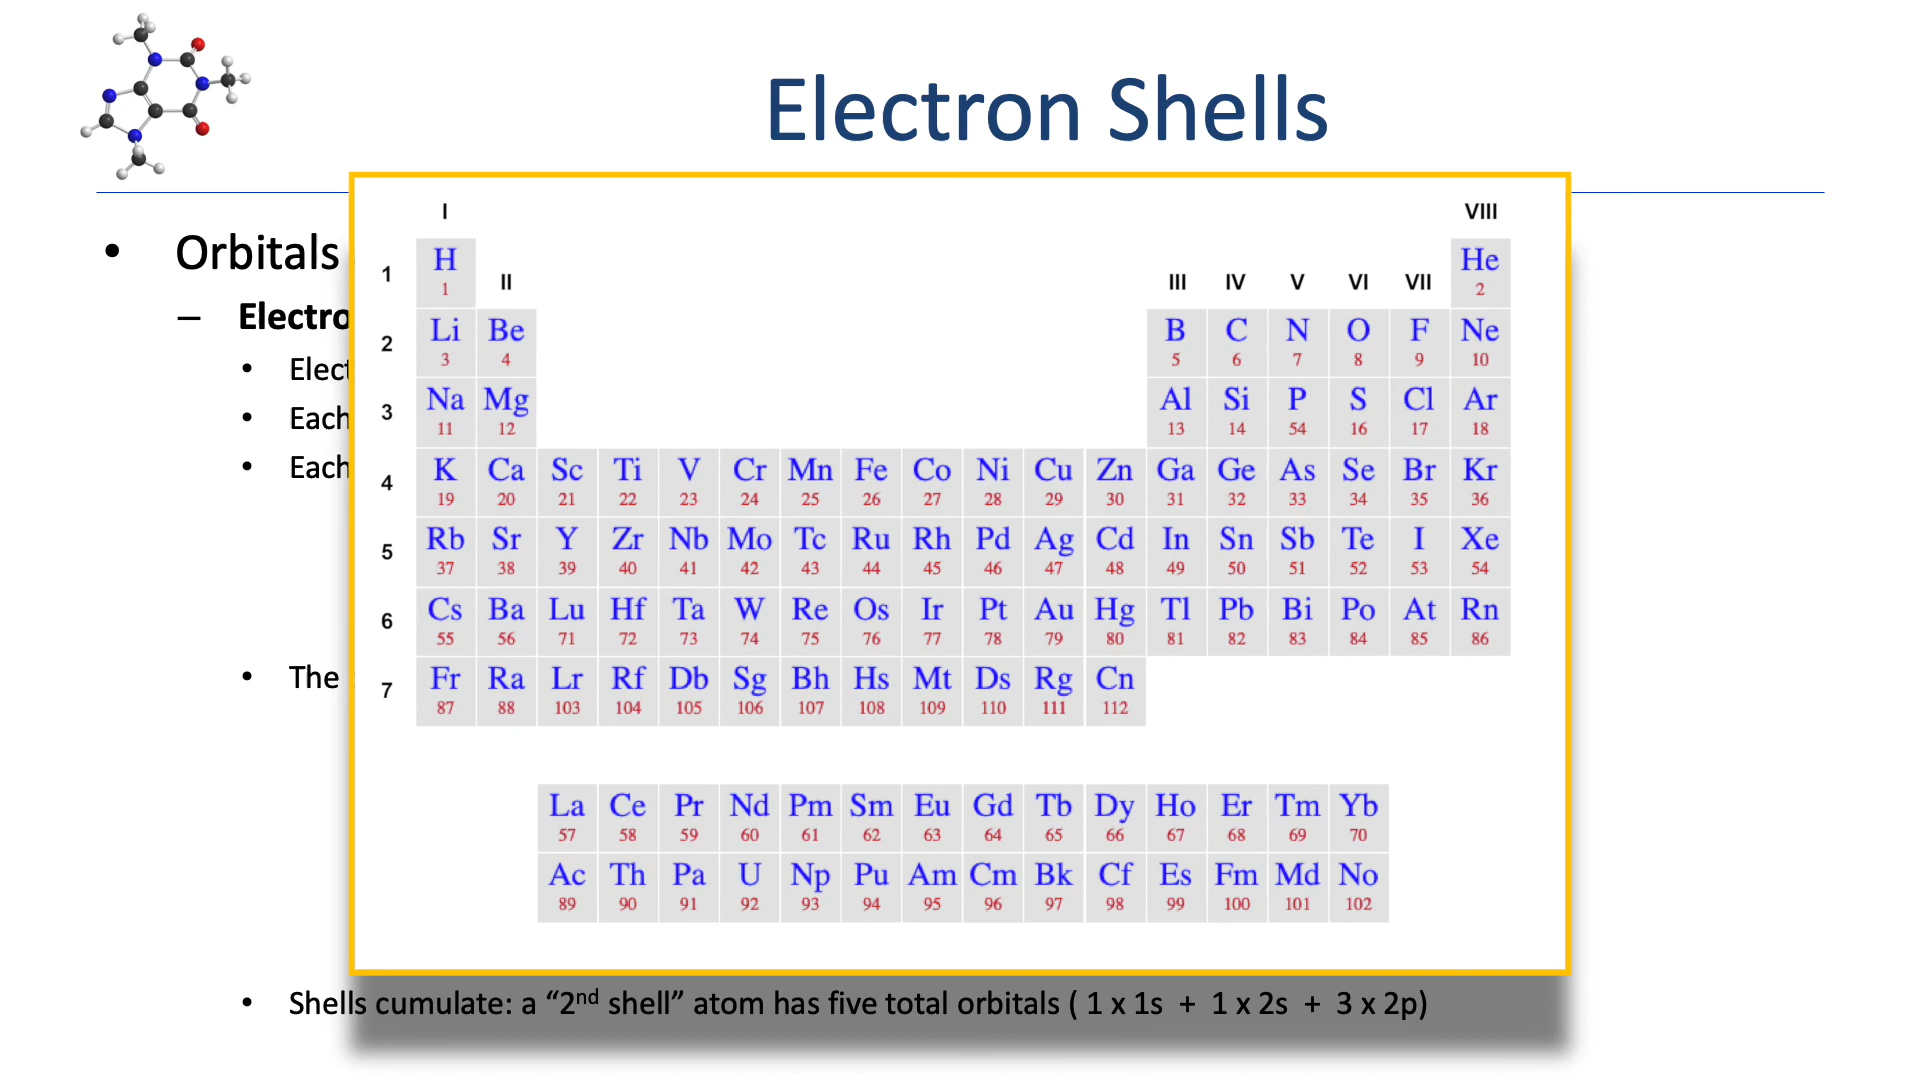 Electron Shells
• Orbitals
– Electro
• Elect
• Each
• Each
• The
I VIII
1 H He
1 2
II III IV V VI VII
2 Li Be B C N O F Ne
3 4 5 6 7 8 9 10
3 Na Mg Al Si P S Cl Ar
11 12 13 14 54 16 17 18
4 K Ca Sc Ti V Cr Mn Fe Co Ni Cu Zn Ga Ge As Se Br Kr
19 20 21 22 23 24 25 26 27 28 29 30 31 32 33 34 35 36
5 Rb Sr Y Zr Nb Mo Tc Ru Rh Pd Ag Cd In Sn Sb Te I Xe
37 38 39 40 41 42 43 44 45 46 47 48 49 50 51 52 53 54
6 Cs Ba Lu Hf Ta W Re Os Ir Pt Au Hg Tl Pb Bi Po At Rn
55 56 71 72 73 74 75 76 77 78 79 80 81 82 83 84 85 86
7 Fr Ra Lr Rf Db Sg Bh Hs Mt Ds Rg Cn
87 88 103 104 105 106 107 108 109 110 111 112
La Ce Pr Nd Pm Sm Eu Gd Tb Dy Ho Er Tm Yb
57 58 59 60 61 62 63 64 65 66 67 68 69 70
Ac Th Pa U Np Pu Am Cm Bk Cf Es Fm Md No
89 90 91 92 93 94 95 96 97 98 99 100 101 102
• Shells cumulate: a “2nd shell” atom has five total orbitals ( 1 x 1s + 1 x 2s + 3 x 2p)